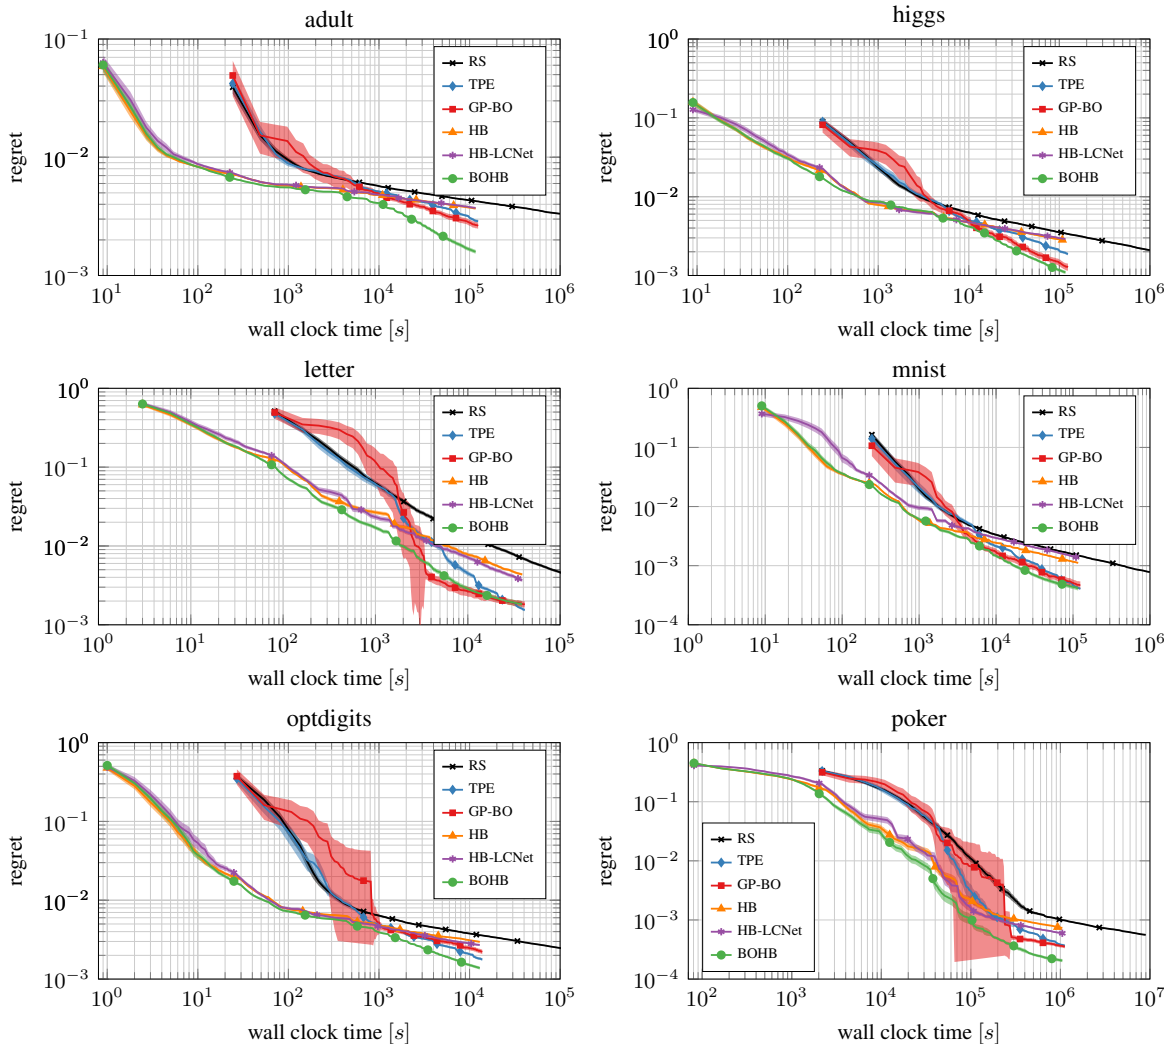 adult
10^-1
10^-2
10^-3
regret
10^1 10^2 10^3 10^4 10^5 10^6
wall clock time [s]
RS
TPE
GP-BO
HB
HB-LCNet
BOHB
higgs
10^0
10^-1
10^-2
10^-3
regret
10^1 10^2 10^3 10^4 10^5 10^6
wall clock time [s]
RS
TPE
GP-BO
HB
HB-LCNet
BOHB
letter
10^0
10^-1
10^-2
10^-3
regret
10^0 10^1 10^2 10^3 10^4 10^5
wall clock time [s]
RS
TPE
GP-BO
HB
HB-LCNet
BOHB
mnist
10^0
10^-1
10^-2
10^-3
10^-4
regret
10^0 10^1 10^2 10^3 10^4 10^5 10^6
wall clock time [s]
RS
TPE
GP-BO
HB
HB-LCNet
BOHB
optdigits
10^0
10^-1
10^-2
10^-3
regret
10^0 10^1 10^2 10^3 10^4 10^5
wall clock time [s]
RS
TPE
GP-BO
HB
HB-LCNet
BOHB
poker
10^0
10^-1
10^-2
10^-3
10^-4
regret
10^2 10^3 10^4 10^5 10^6 10^7
wall clock time [s]
RS
TPE
GP-BO
HB
HB-LCNet
BOHB